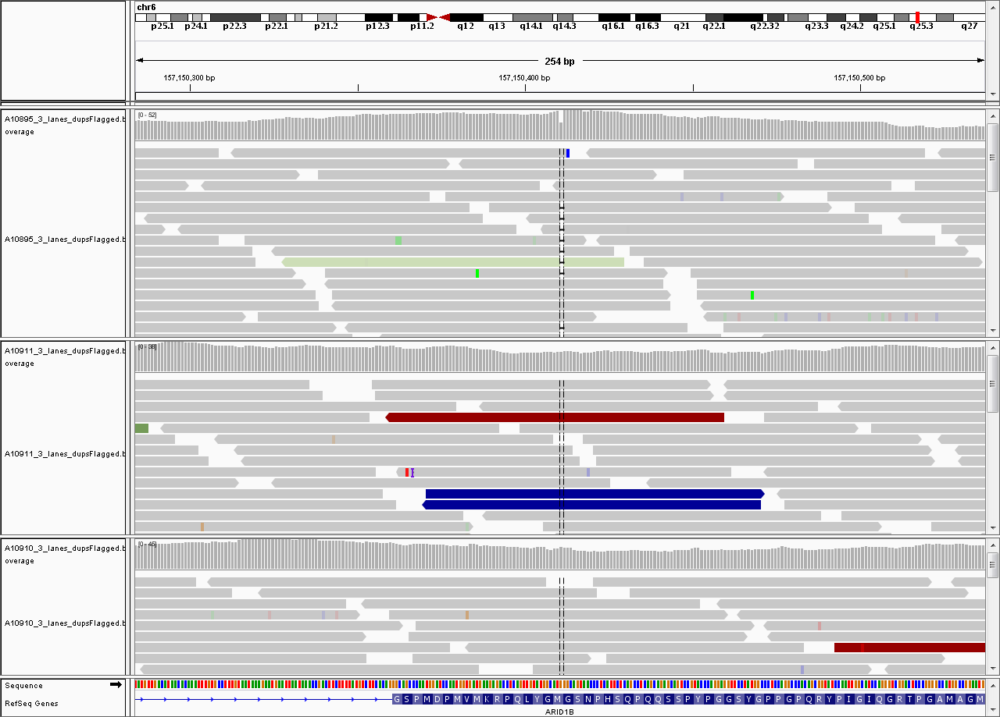 chr6
p25.1 p24.1 p22.3 p22.1 p21.2 p12.3 p11.2 q12 q13 q14.1 q14.3 q16.1 q16.3 q21 q22.1 q22.32 q23.3 q24.2 q25.1 q25.3 q27
254 bp
157,150,300 bp 157,150,400 bp 157,150,500 bp
A10895_3_lanes_dupsFlagged.b
overage
[0 - 52]
A10895_3_lanes_dupsFlagged.b
A10911_3_lanes_dupsFlagged.b
overage
[0 - 38]
A10911_3_lanes_dupsFlagged.b
A10910_3_lanes_dupsFlagged.b
overage
[0 - 45]
A10910_3_lanes_dupsFlagged.b
Sequence
RefSeq Genes
G S P M D P M V M K R P Q L Y G M G S N P H S Q P Q Q S S P Y P G G S Y G P P G P Q R Y P I G I Q G R T P G A M A G M
ARID1B